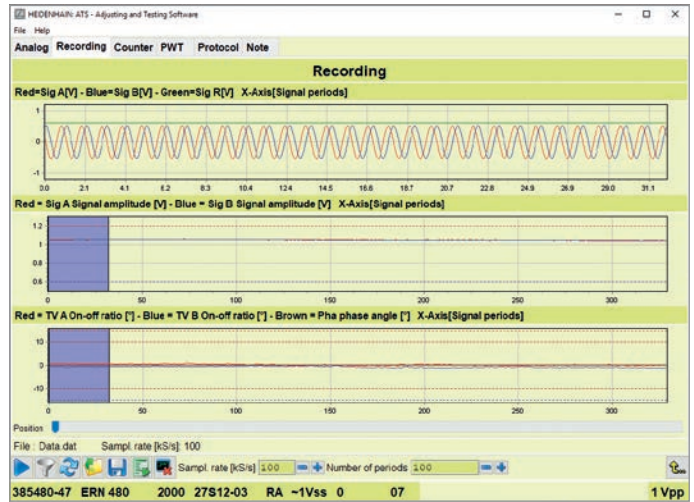 HEIDENHAIN: ATS - Adjusting and Testing Software
File Help
Analog Recording Counter PWT Protocol Note
Recording
Red=Sig A[V] - Blue=Sig B[V] - Green=Sig R[V] X-Axis[Signal periods]
1
0
-1
0.0 2.1 4.1 6.2 8.3 10.4 12.4 14.5 16.6 18.7 20.7 22.8 24.9 26.9 29.0 31.1
Red = Sig A Signal amplitude [V] - Blue = Sig B Signal amplitude [V] X-Axis[Signal periods]
1.2
1
0.8
0.6
0 50 100 150 200 250 300
Red = TV A On-off ratio [°] - Blue = TV B On-off ratio [°] - Brown = Pha phase angle [°] X-Axis[Signal periods]
10
0
-10
0 50 100 150 200 250 300
Position
File : Data.dat Sampl. rate [kS/s]: 100
Sampl. rate [kS/s] 100 Number of periods 100
385480-47 ERN 480 2000 27S12-03 RA ~1Vss 0 07 1 Vpp